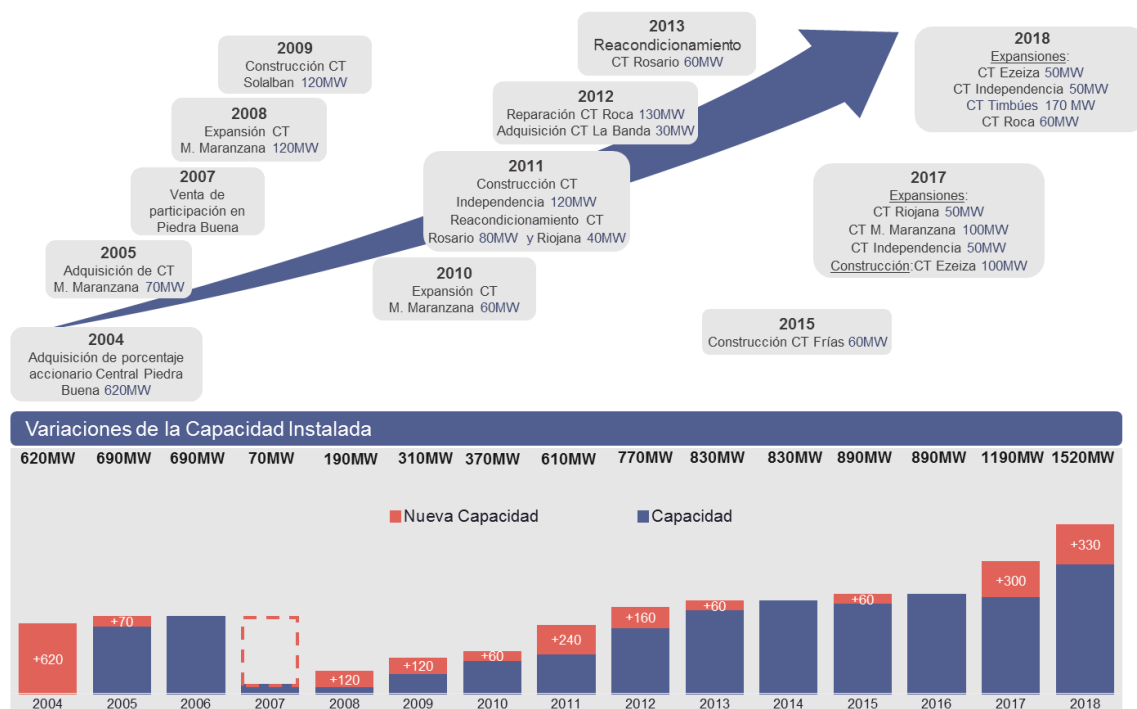 2004
Adquisición de porcentaje
accionario Central Piedra
Buena 620MW
2005
Adquisición de CT
M. Maranzana 70MW
2007
Venta de
participación en
Piedra Buena
2008
Expansión CT
M. Maranzana 120MW
2009
Construcción CT
Solalban 120MW
2010
Expansión CT
M. Maranzana 60MW
2011
Construcción CT
Independencia 120MW
Reacondicionamiento CT
Rosario 80MW y Riojana 40MW
2012
Reparación CT Roca 130MW
Adquisición CT La Banda 30MW
2013
Reacondicionamiento
CT Rosario 60MW
2015
Construcción CT Frías 60MW
2017
Expansiones:
CT Riojana 50MW
CT M. Maranzana 100MW
CT Independencia 50MW
Construcción:CT Ezeiza 100MW
2018
Expansiones:
CT Ezeiza 50MW
CT Independencia 50MW
CT Timbúes 170 MW
CT Roca 60MW
Variaciones de la Capacidad Instalada
620MW 690MW 690MW 70MW 190MW 310MW 370MW 610MW 770MW 830MW 830MW 890MW 890MW 1190MW 1520MW
Nueva Capacidad Capacidad
+620 +70 +120 +120 +60 +240 +160 +60 +60 +300 +330
2004 2005 2006 2007 2008 2009 2010 2011 2012 2013 2014 2015 2016 2017 2018